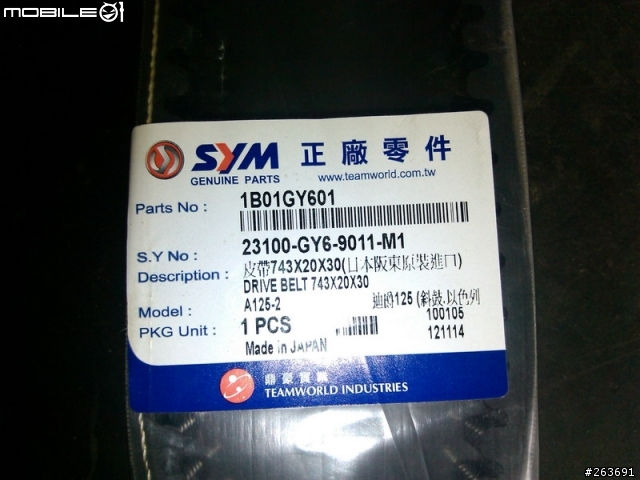 MOBILE01
SYM 正廠零件
GENUINE PARTS www.teamworld.com.tw
Parts No : 1B01GY601
S.Y No : 23100-GY6-9011-M1
Description : 皮帶743X20X30(日本阪東原裝進口)
DRIVE BELT 743X20X30
Model : A125-2 迪爵125 (斜鼓,以色列
100105
PKG Unit : 1 PCS
121114
Made in JAPAN
鼎豪實業
TEAMWORLD INDUSTRIES
#263691